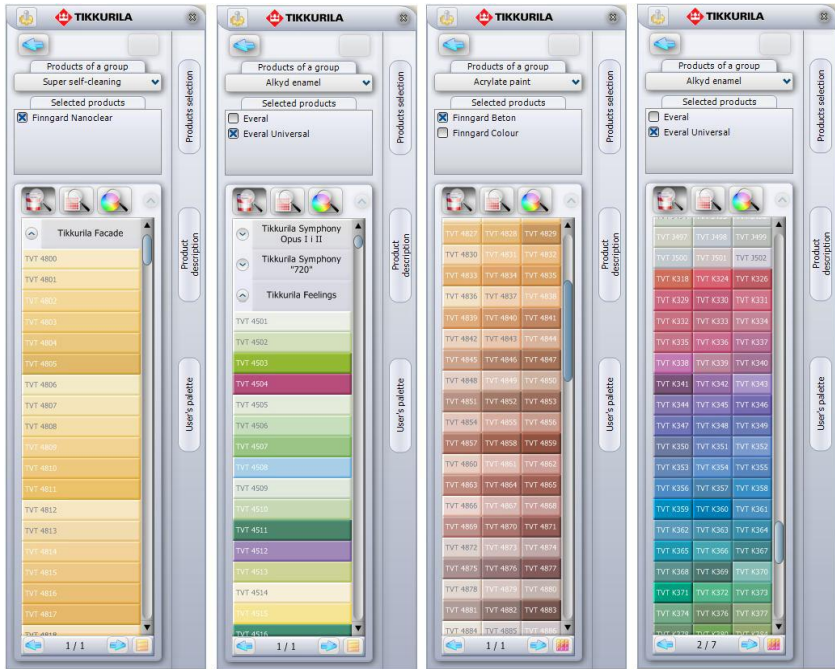 TIKKURILA
Products of a group
Super self-cleaning
Selected products
Finngard Nanoclear
Products selection
Product description
User's palette
Tikkurila Facade
TVT 4800
TVT 4801
TVT 4802
TVT 4803
TVT 4804
TVT 4805
TVT 4806
TVT 4807
TVT 4808
TVT 4809
TVT 4810
TVT 4811
TVT 4812
TVT 4813
TVT 4814
TVT 4815
TVT 4816
TVT 4817
TVT 4818
1/1
TIKKURILA
Products of a group
Alkyd enamel
Selected products
Everal
Everal Universal
Products selection
Product description
User's palette
Tikkurila Symphony
Opus I i II
Tikkurila Symphony
"720"
Tikkurila Feelings
TVT 4501
TVT 4502
TVT 4503
TVT 4504
TVT 4505
TVT 4506
TVT 4507
TVT 4508
TVT 4509
TVT 4510
TVT 4511
TVT 4512
TVT 4513
TVT 4514
TVT 4515
TVT 4516
1/1
TIKKURILA
Products of a group
Acrylate paint
Selected products
Finngard Beton
Finngard Colour
Products selection
Product description
User's palette
TVT 4827 TVT 4828 TVT 4829
TVT 4830 TVT 4831 TVT 4832
TVT 4833 TVT 4834 TVT 4835
TVT 4836 TVT 4837 TVT 4838
TVT 4839 TVT 4840 TVT 4841
TVT 4842 TVT 4843 TVT 4844
TVT 4845 TVT 4846 TVT 4847
TVT 4848 TVT 4849 TVT 4850
TVT 4851 TVT 4852 TVT 4853
TVT 4854 TVT 4855 TVT 4856
TVT 4857 TVT 4858 TVT 4859
TVT 4860 TVT 4861 TVT 4862
TVT 4863 TVT 4864 TVT 4865
TVT 4866 TVT 4867 TVT 4868
TVT 4869 TVT 4870 TVT 4871
TVT 4872 TVT 4873 TVT 4874
TVT 4875 TVT 4876 TVT 4877
TVT 4878 TVT 4879 TVT 4880
TVT 4881 TVT 4882 TVT 4883
TVT 4884 TVT 4885 TVT 4886
1/1
TIKKURILA
Products of a group
Alkyd enamel
Selected products
Everal
Everal Universal
Products selection
Product description
User's palette
TVT J497 TVT J498 TVT J499
TVT J500 TVT J501 TVT J502
TVT K318 TVT K324 TVT K326
TVT K329 TVT K330 TVT K331
TVT K332 TVT K333 TVT K334
TVT K335 TVT K336 TVT K337
TVT K338 TVT K339 TVT K340
TVT K341 TVT K342 TVT K343
TVT K344 TVT K345 TVT K346
TVT K347 TVT K348 TVT K349
TVT K350 TVT K351 TVT K352
TVT K353 TVT K354 TVT K355
TVT K356 TVT K357 TVT K358
TVT K359 TVT K360 TVT K361
TVT K362 TVT K363 TVT K364
TVT K365 TVT K366 TVT K367
TVT K368 TVT K369 TVT K370
TVT K371 TVT K372 TVT K373
TVT K374 TVT K376 TVT K377
2/7